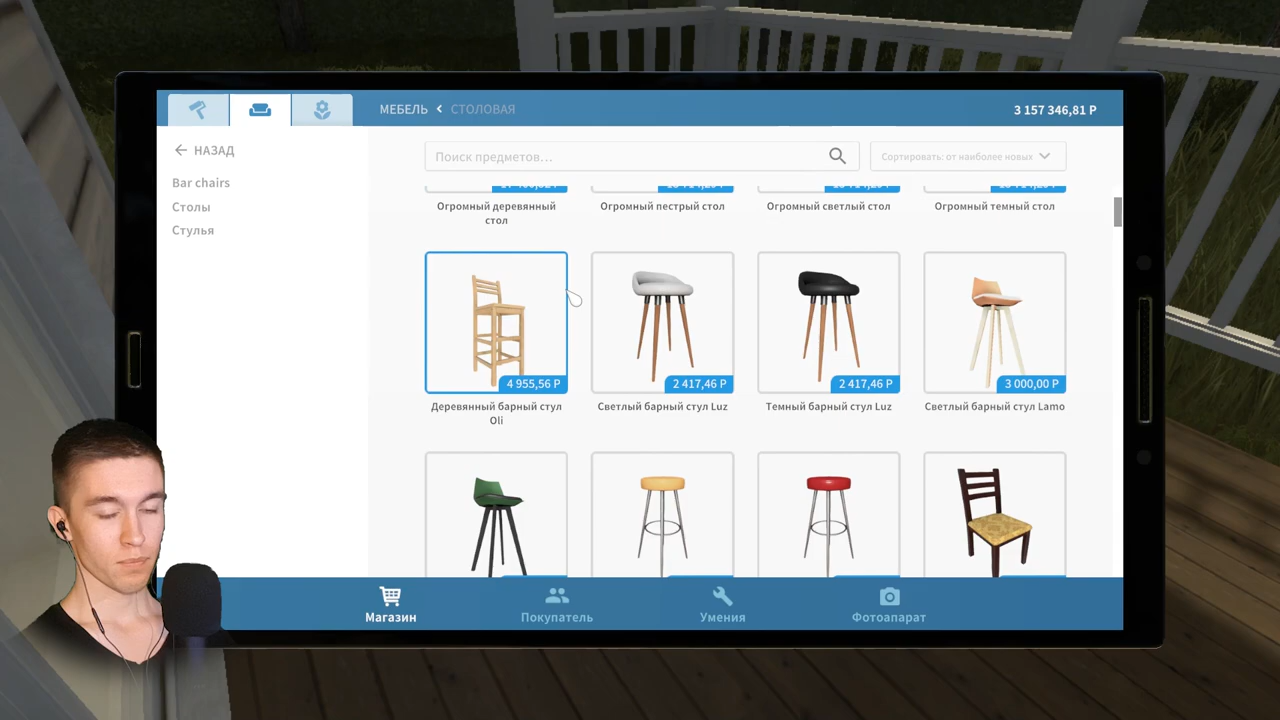 МЕБЕЛЬ < СТОЛОВАЯ
3 157 346,81 Р
НАЗАД
Bar chairs
Столы
Стулья
Поиск предметов...
Сортировать: от наиболее новых
Огромный деревянный
стол
Огромный пестрый стол
Огромный светлый стол
Огромный темный стол
4 955,56 Р
2 417,46 Р
2 417,46 Р
3 000,00 Р
Деревянный барный стул
Oli
Светлый барный стул Luz
Темный барный стул Luz
Светлый барный стул Lamo
Магазин
Покупатель
Умения
Фотоаппарат